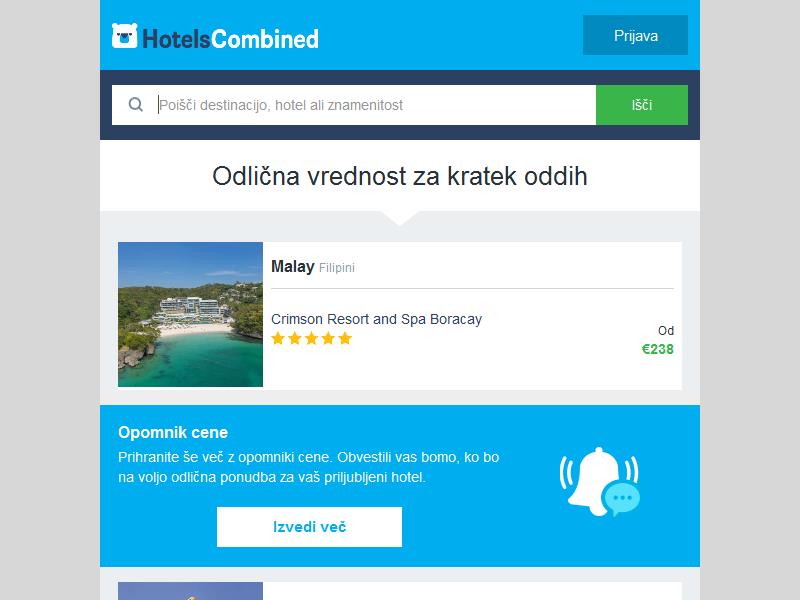 HotelsCombined
Prijava
Poišči destinacijo, hotel ali znamenitost
Išči
Odlična vrednost za kratek oddih
Malay Filipini
Crimson Resort and Spa Boracay
Od
€238
Opomnik cene
Prihranite še več z opomniki cene. Obvestili vas bomo, ko bo
na voljo odlična ponudba za vaš priljubljeni hotel.
Izvedi več